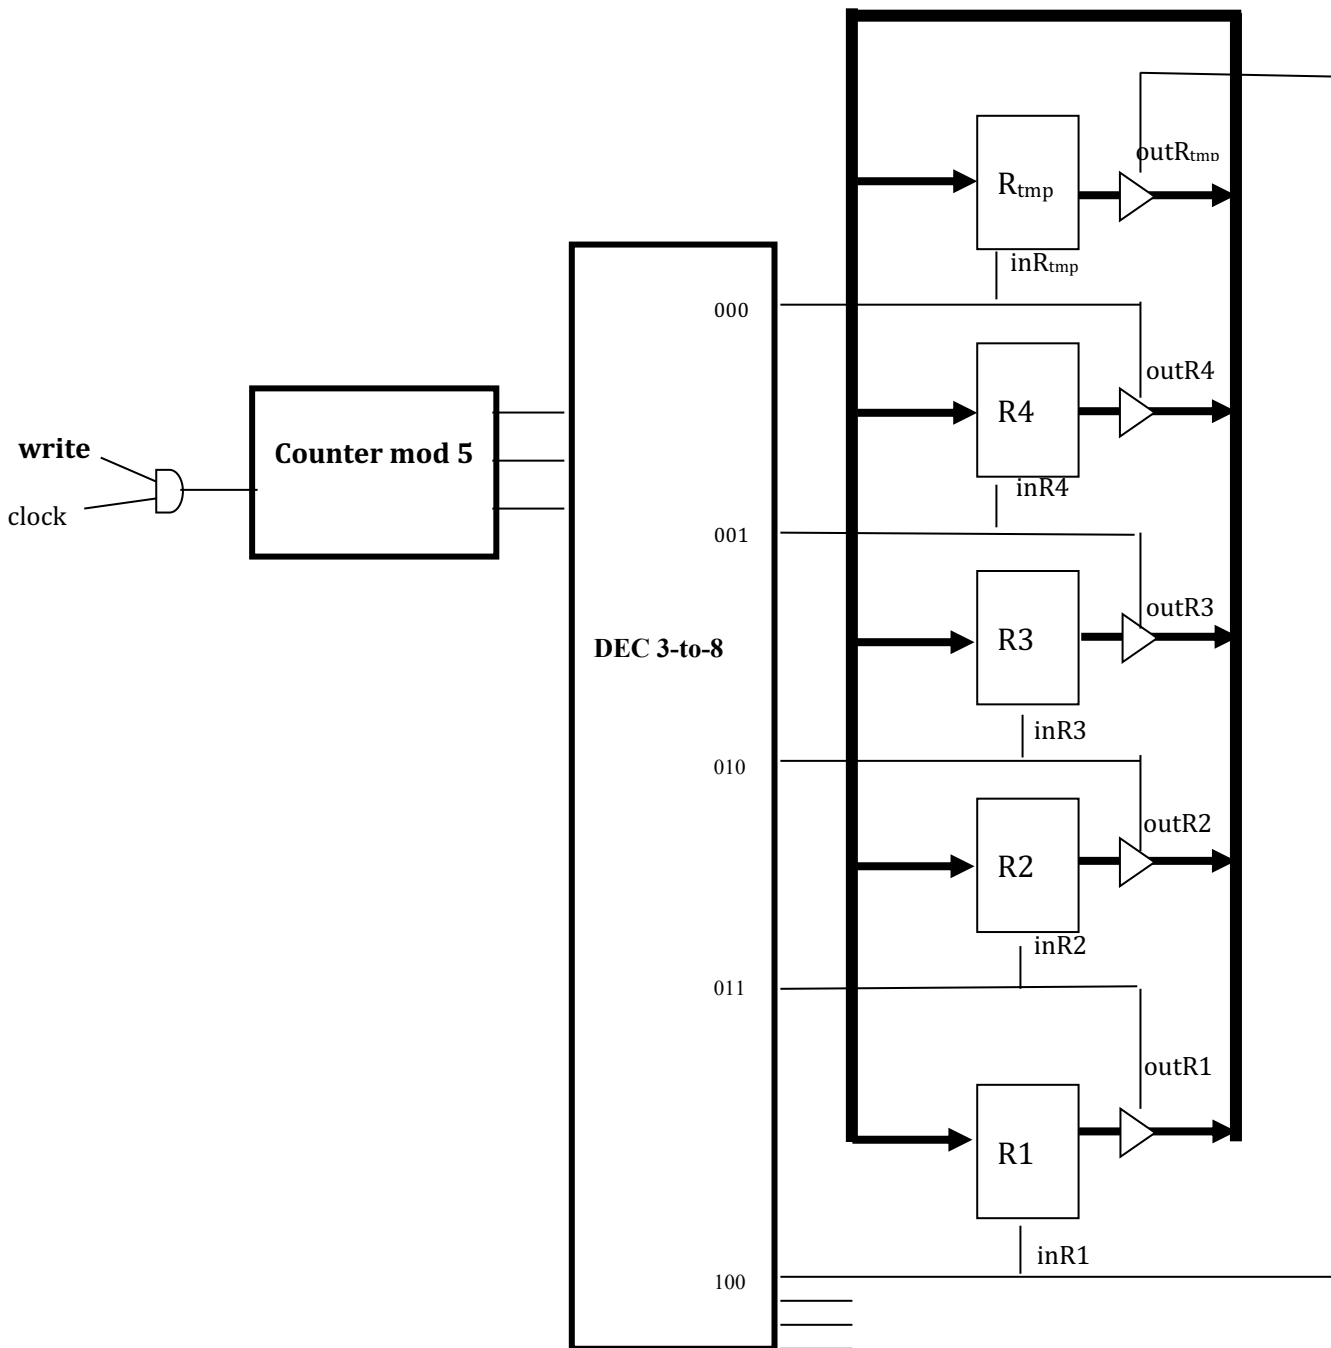 outRtmp
Rtmp
inRtmp
000
outR4
R4
write
Counter mod 5
inR4
clock
001
outR3
R3
DEC 3-to-8
inR3
010
outR2
R2
inR2
011
outR1
R1
inR1
100